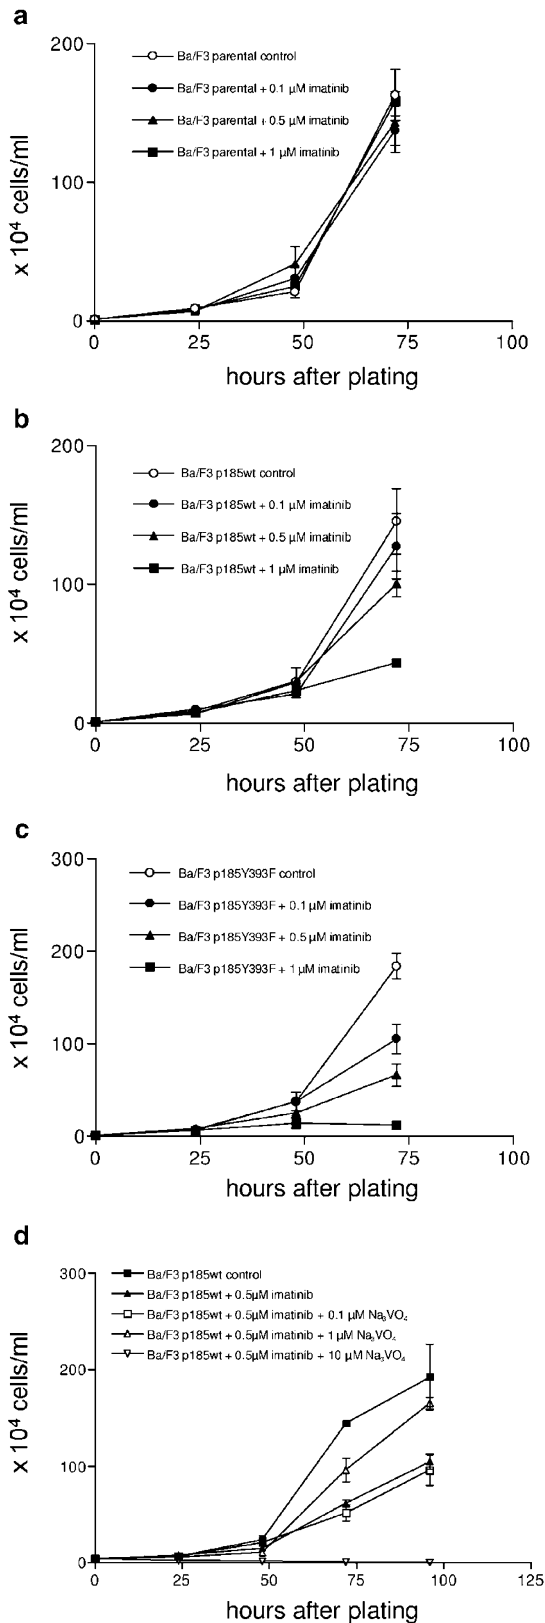 a
200
Ba/F3 parental control
Ba/F3 parental + 0.1 µM imatinib
Ba/F3 parental + 0.5 µM imatinib
Ba/F3 parental + 1 µM imatinib
100
x 10⁴ cells/ml
0
0 25 50 75 100
hours after plating
b
200
Ba/F3 p185wt control
Ba/F3 p185wt + 0.1 µM imatinib
Ba/F3 p185wt + 0.5 µM imatinib
Ba/F3 p185wt + 1 µM imatinib
100
x 10⁴ cells/ml
0
0 25 50 75 100
hours after plating
c
300
Ba/F3 p185Y393F control
Ba/F3 p185Y393F + 0.1 µM imatinib
Ba/F3 p185Y393F + 0.5 µM imatinib
Ba/F3 p185Y393F + 1 µM imatinib
200
100
x 10⁴ cells/ml
0
0 25 50 75 100
hours after plating
d
300
Ba/F3 p185wt control
Ba/F3 p185wt + 0.5µM imatinib
Ba/F3 p185wt + 0.5µM imatinib + 0.1 µM Na₃VO₄
Ba/F3 p185wt + 0.5µM imatinib + 1 µM Na₃VO₄
Ba/F3 p185wt + 0.5µM imatinib + 10 µM Na₃VO₄
200
100
x 10⁴ cells/ml
0
0 25 50 75 100 125
hours after plating